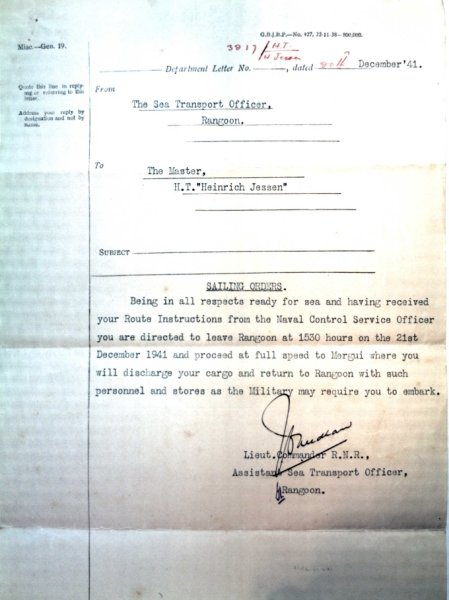 G.B.J.B.P.—No. 427, 22-11-38— 500,000.
Misc.—Gen. 19.
3817/H.T.
H Jessen
Department Letter No. , dated 20th December '41.
Quote this line in reply-
ing or referring to this
letter.
Address your reply by
designation and not by
name.
From
The Sea Transport Officer,
Rangoon.
To
The Master,
H.T."Heinrich Jessen"
SUBJECT
SAILING ORDERS.
Being in all respects ready for sea and having received
your Route Instructions from the Naval Control Service Officer
you are directed to leave Rangoon at 1530 hours on the 21st
December 1941 and proceed at full speed to Mergui where you
will discharge your cargo and return to Rangoon with such
personnel and stores as the Military may require you to embark.
Lieut.Commander R.N.R.,
Assistant Sea Transport Officer,
Rangoon.